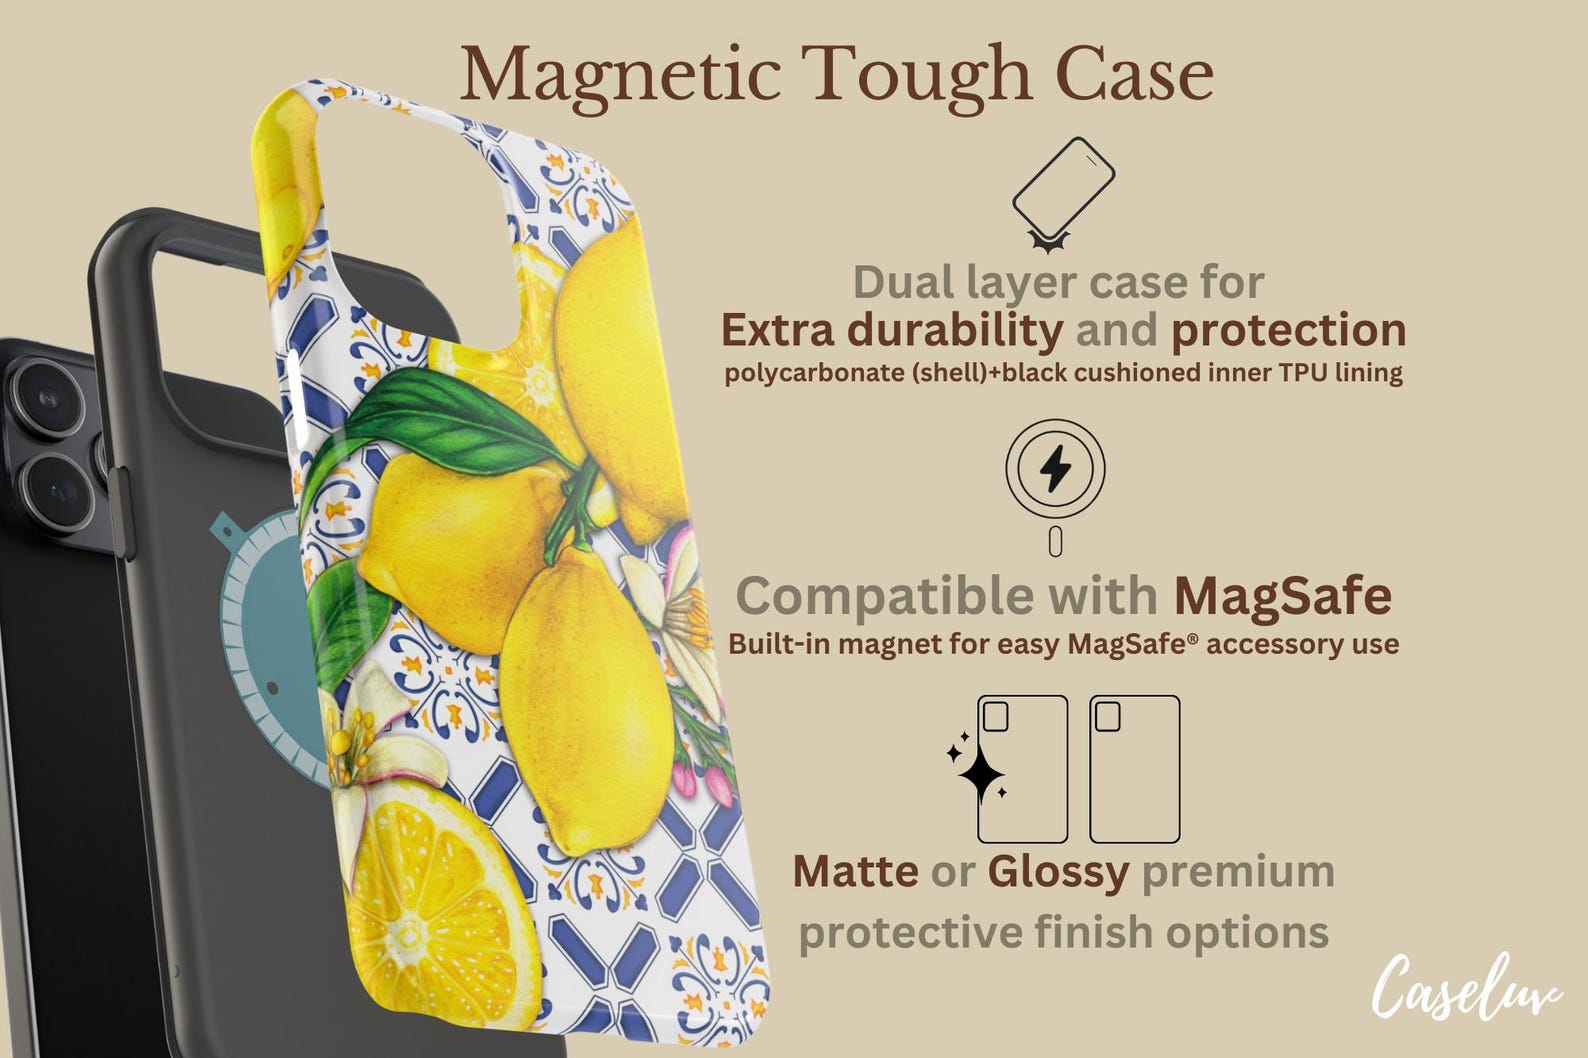 Magnetic Tough Case
Dual layer case for
Extra durability and protection
polycarbonate (shell)+black cushioned inner TPU lining
Compatible with MagSafe
Built-in magnet for easy MagSafe® accessory use
Matte or Glossy premium
protective finish options
Caseluve